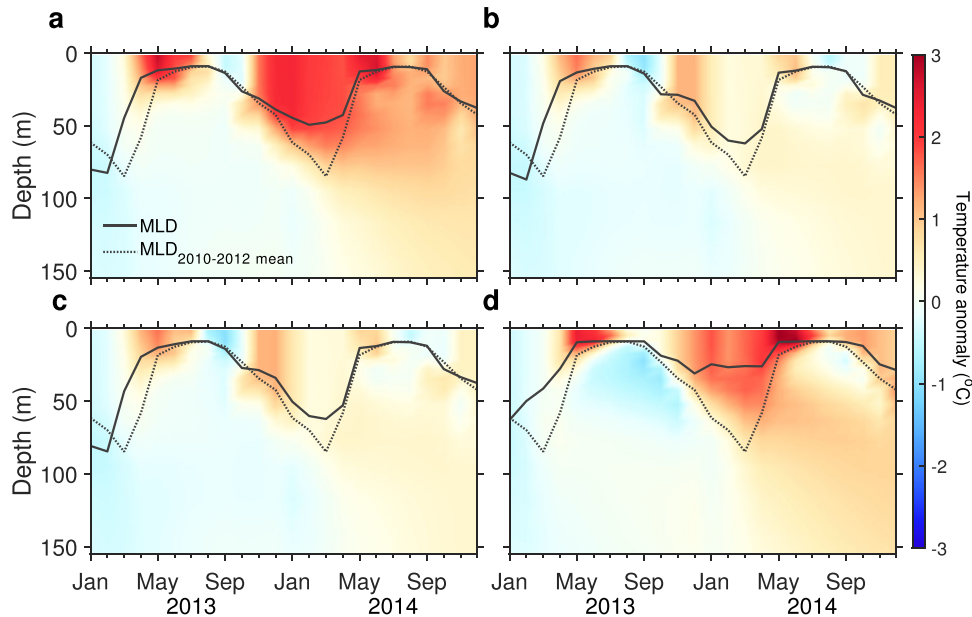 a
b
0
50
100
150
Depth (m)
MLD
MLD2010-2012 mean
3
2
1
0
-1
-2
-3
Temperature anomaly (oC)
c
d
0
50
100
150
Depth (m)
Jan May Sep Jan May Sep
2013 2014
Jan May Sep Jan May Sep
2013 2014